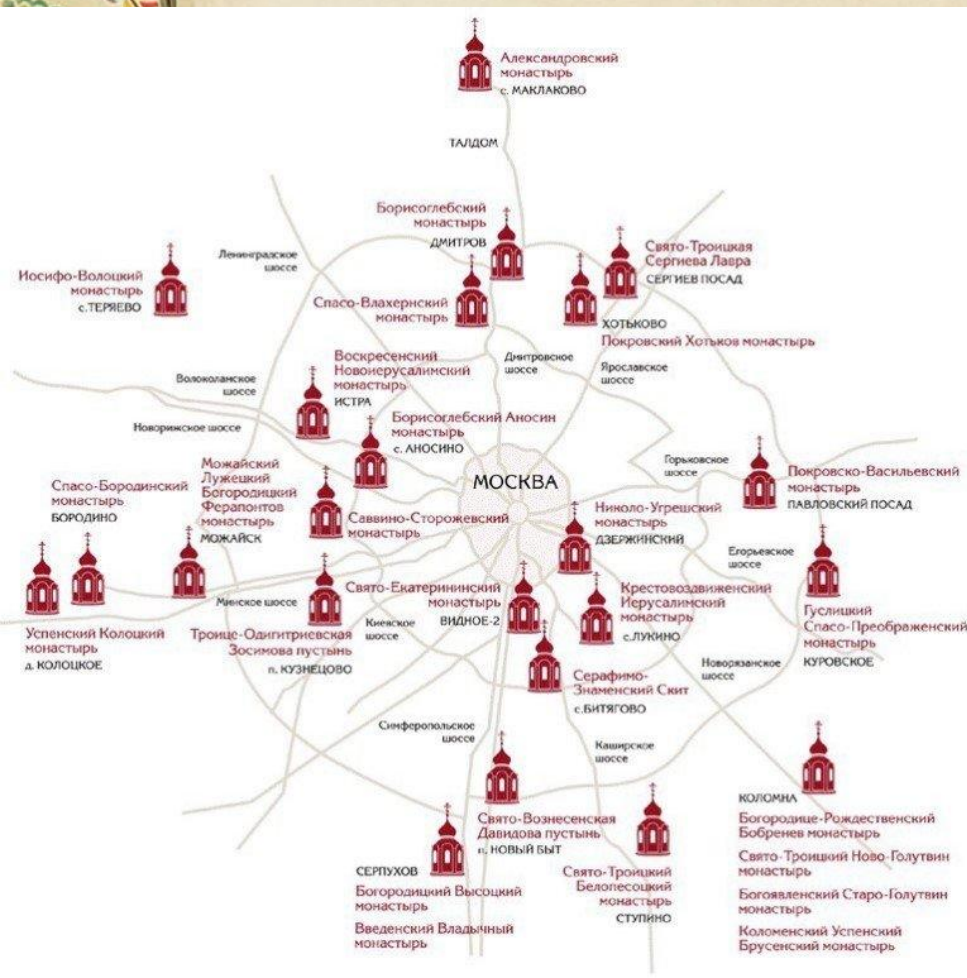 Александровский
монастырь
с. МАКЛАКОВО
ТАЛДОМ
Борисоглебский
монастырь
ДМИТРОВ
Свято-Троицкая
Сергиева Лавра
СЕРГИЕВ ПОСАД
Ленинградское
шоссе
Иосифо-Волоцкий
монастырь
с.ТЕРЯЕВО
Спасо-Влахернский
монастырь
ХОТЬКОВО
Покровский Хотьков монастырь
Воскресенский
Новоиерусалимский
монастырь
ИСТРА
Дмитровское
шоссе
Ярославское
шоссе
Волоколамское
шоссе
Новорижское шоссе
Борисоглебский Аносин
монастырь
с. АНОСИНО
Горьковское
шоссе
МОСКВА
Покровско-Васильевский
монастырь
ПАВЛОВСКИЙ ПОСАД
Можайский
Лужецкий
Богородицкий
Ферапонтов
монастырь
МОЖАЙСК
Спасо-Бородинский
монастырь
БОРОДИНО
Саввино-Сторожевский
монастырь
Николо-Угрешский
монастырь
ДЗЕРЖИНСКИЙ
Егорьевское
шоссе
Минское шоссе
Свято-Екатерининский
монастырь
ВИДНОЕ-2
Крестовоздвиженский
Иерусалимский
монастырь
с.ЛУКИНО
Гуслицкий
Спасо-Преображенский
монастырь
КУРОВСКОЕ
Успенский Колоцкий
монастырь
д. КОЛОЦКОЕ
Троице-Одигитриевская
Зосимова пустынь
п. КУЗНЕЦОВО
Киевское
шоссе
Новорязанское
шоссе
Серафимо-
Знаменский Скит
с.БИТЯГОВО
Симферопольское
шоссе
Каширское
шоссе
Свято-Вознесенская
Давидова пустынь
п. НОВЫЙ БЫТ
КОЛОМНА
Богородице-Рождественский
Бобренев монастырь
Свято-Троицкий Ново-Голутвин
монастырь
Богоявленский Старо-Голутвин
монастырь
Коломенский Успенский
Брусенский монастырь
СЕРПУХОВ
Богородицкий Высоцкий
монастырь
Введенский Владычный
монастырь
Свято-Троицкий
Белопесоцкий
монастырь
СТУПИНО